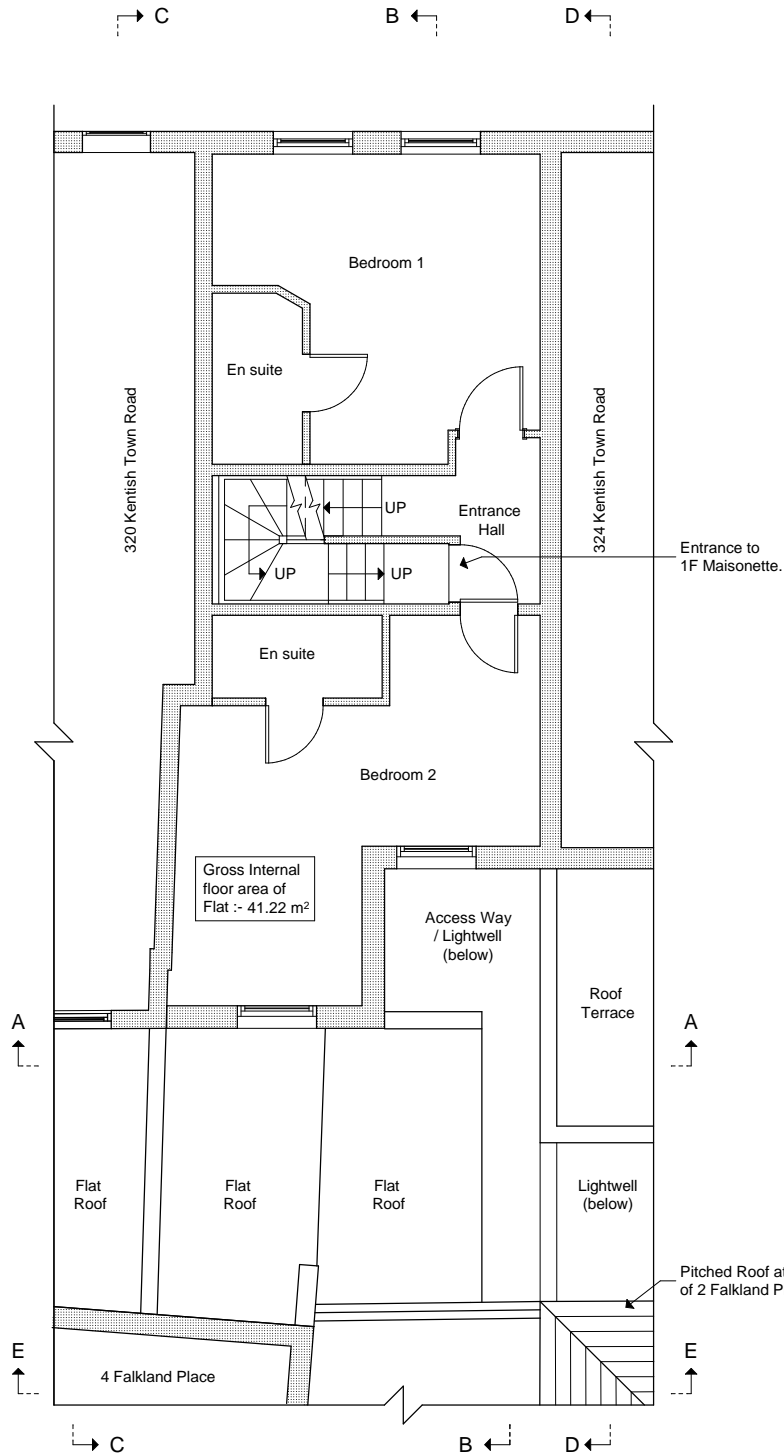 C
B
D
Bedroom 1
En suite
320 Kentish Town Road
324 Kentish Town Road
UP
Entrance
Hall
UP
UP
Entrance to
1F Maisonette.
En suite
Bedroom 2
Gross Internal
floor area of
Flat :- 41.22 m²
Access Way
/ Lightwell
(below)
Roof
Terrace
A
A
Flat
Roof
Flat
Roof
Flat
Roof
Lightwell
(below)
Pitched Roof at
of 2 Falkland P
E
E
4 Falkland Place
C
B
D